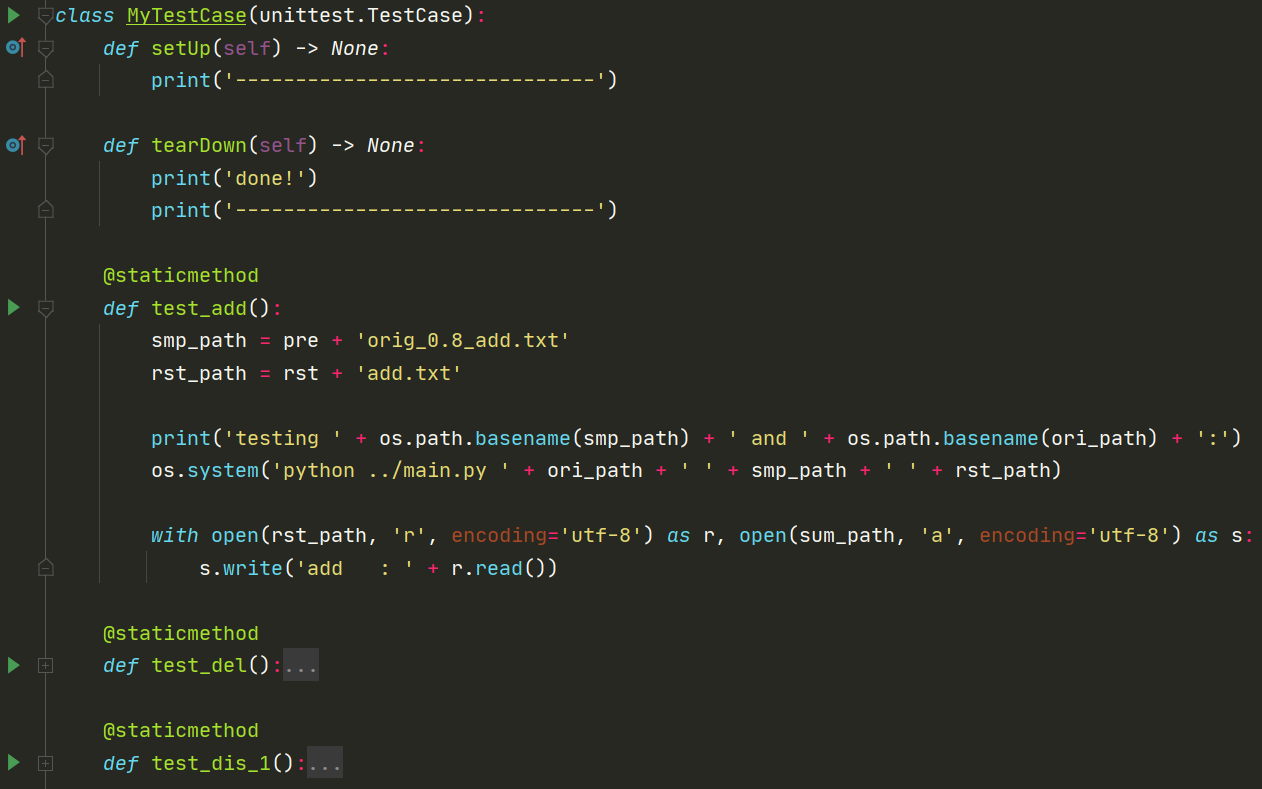 class MyTestCase(unittest.TestCase):
    def setUp(self) -> None:
        print('------------------------------')
    def tearDown(self) -> None:
        print('done!')
        print('------------------------------')
    @staticmethod
    def test_add():
        smp_path = pre + 'orig_0.8_add.txt'
        rst_path = rst + 'add.txt'
        print('testing ' + os.path.basename(smp_path) + ' and ' + os.path.basename(ori_path) + ':')
        os.system('python ../main.py ' + ori_path + ' ' + smp_path + ' ' + rst_path)
        with open(rst_path, 'r', encoding='utf-8') as r, open(sum_path, 'a', encoding='utf-8') as s:
            s.write('add   : ' + r.read())
    @staticmethod
    def test_del():...
    @staticmethod
    def test_dis_1():...